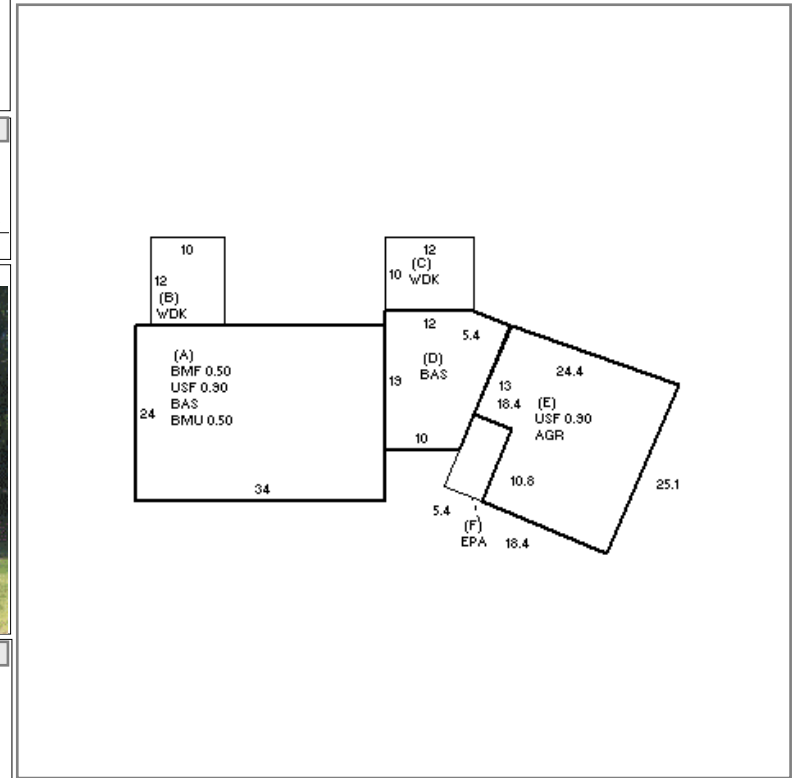 10
12
(B)
WDK
12
(C)
10
WDK
12
5.4
(D)
BAS
19
10
(A)
BMF 0.50
USF 0.90
BAS
BMU 0.50
24
34
24.4
13
18.4
(E)
USF 0.90
AGR
10.8
25.1
5.4
(F)
EPA
18.4